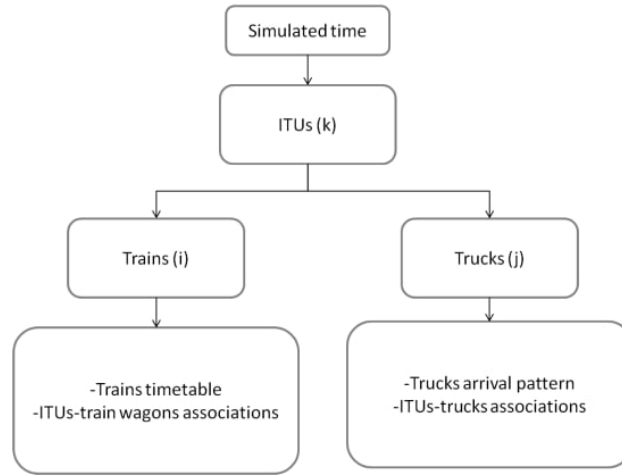 Simulated time
ITUs (k)
Trains (i)
Trucks (j)
-Trains timetable
-ITUs-train wagons associations
-Trucks arrival pattern
-ITUs-trucks associations